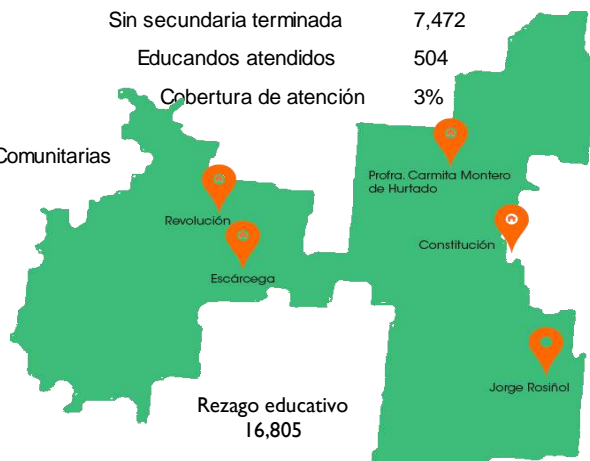 Sin secundaria terminada 7,472
Educandos atendidos 504
Cobertura de atención 3%
Comunitarias
Profra. Carmita Montero
de Hurtado
Revolución
Constitución
Escárcega
Jorge Rosiñol
Rezago educativo
16,805